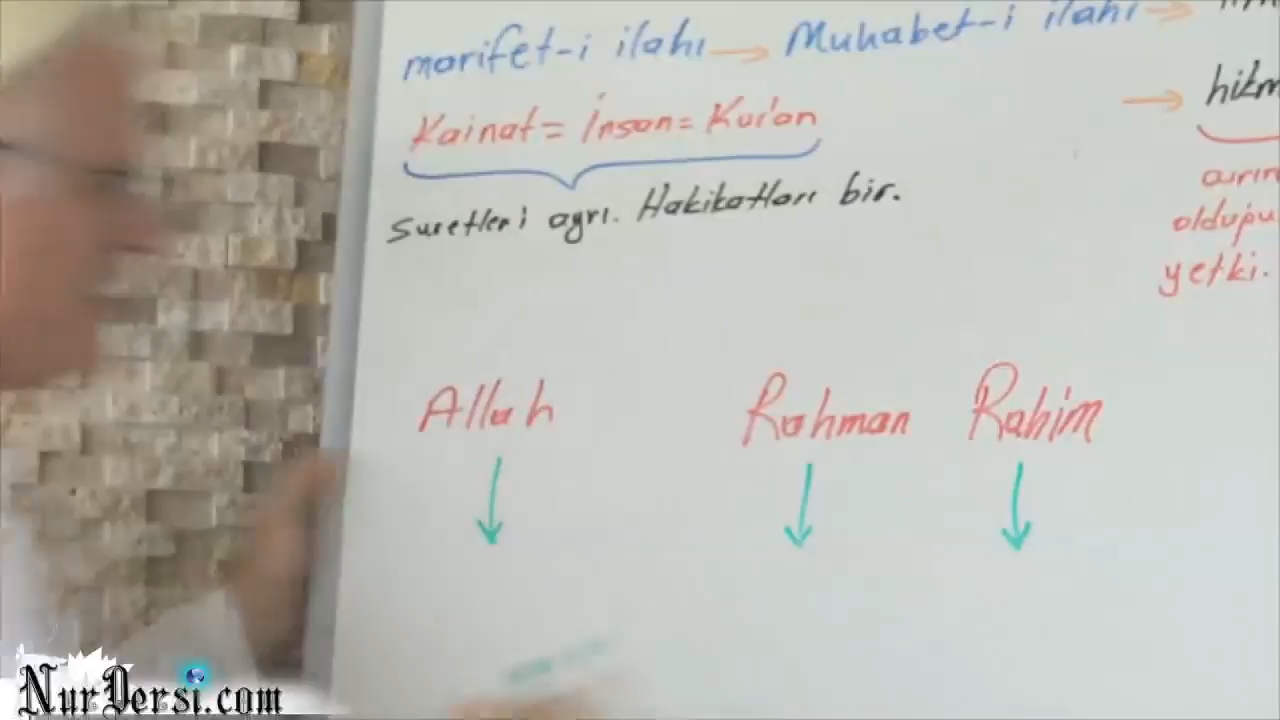 marifet-i ilahı → Muhabet-i ilahi →
→ hikm
Kainat = İnsan = Kur'an
Suretleri ayrı. Hakikatları bir.
oldupu
yetki.
Allah Rahman Rahim
NurDersi.com